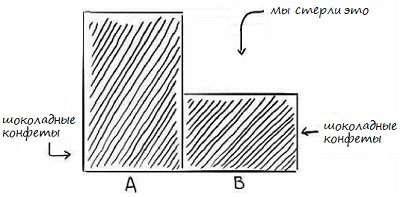 мы стерли это
шоколадные
конфеты
шоколадные
конфеты
A
B